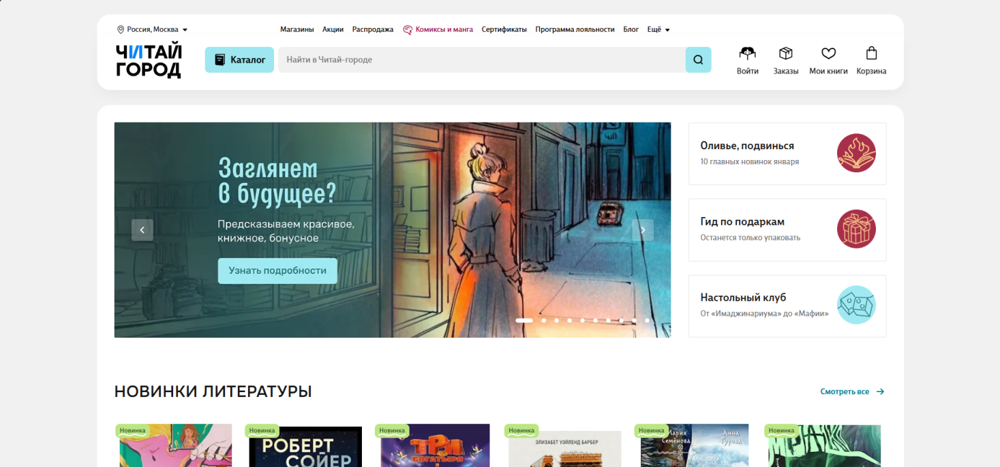 Россия, Москва
Магазины Акции Распродажа Комиксы и манга Сертификаты Программа лояльности Блог Ещё
ЧИТАЙ
ГОРОД
Каталог
Найти в Читай-городе
Войти Заказы Мои книги Корзина
Заглянем
в будущее?
Предсказываем красивое,
книжное, бонусное
Узнать подробности
Оливье, подвинься
10 главных новинок января
Гид по подаркам
Останется только упаковать
Настольный клуб
От «Имаджинариума» до «Мафии»
НОВИНКИ ЛИТЕРАТУРЫ
Смотреть все
Новинка
Новинка
РОБЕРТ
СОЙЕР
Новинка
ТРИ
БОГАТЫРЯ
Новинка
ЭЛИЗАБЕТ УЭЙЛЕНД БАРБЕР
Новинка
Мария
Семёнова
Анна
Гурова
Новинка